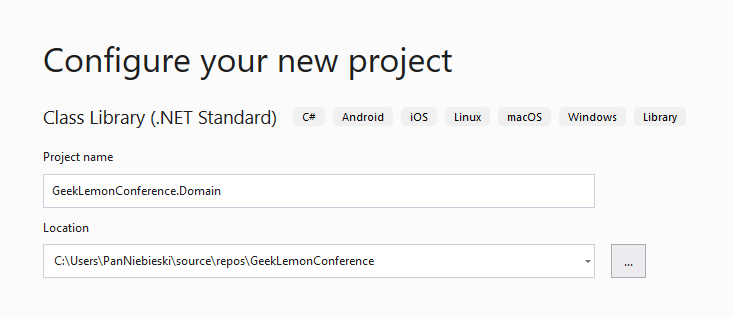 Configure your new project
Class Library (.NET Standard) C# Android iOS Linux macOS Windows Library
Project name
GeekLemonConference.Domain
Location
C:\Users\PanNiebieski\source\repos\GeekLemonConference ...